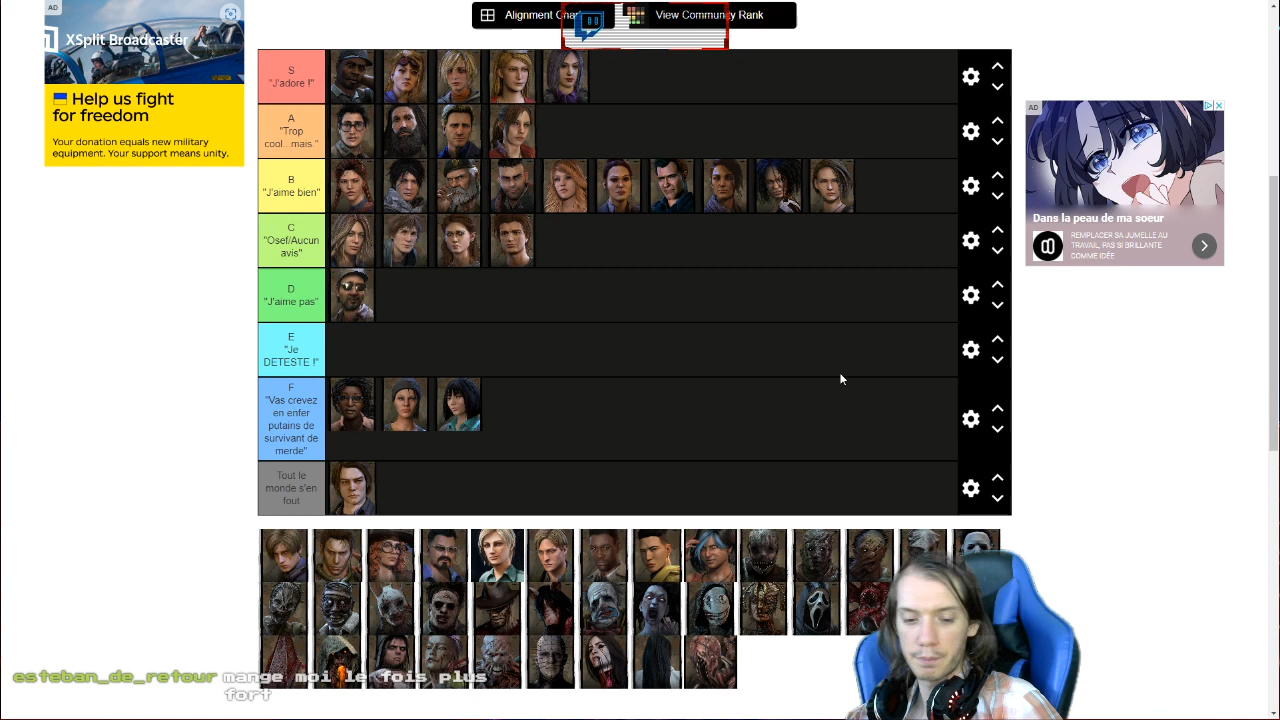 AD
XSplit Broadcaster
Help us fight
for freedom
Your donation equals new military
equipment. Your support means unity.
Alignment Cha
View Community Rank
S
"J'adore !"
A
"Trop
cool...mais "
B
"J'aime bien"
C
"Osef/Aucun
avis"
D
"J'aime pas"
E
"Je
DETESTE !"
F
"Vas crevez
en enfer
putains de
survivant de
merde"
Tout le
monde s'en
fout
AD
Dans la peau de ma soeur
REMPLACER SA JUMELLE AU
TRAVAIL, PAS SI BRILLANTE
COMME IDÉE
esteban_de_retour mange moi le fois plus
fort